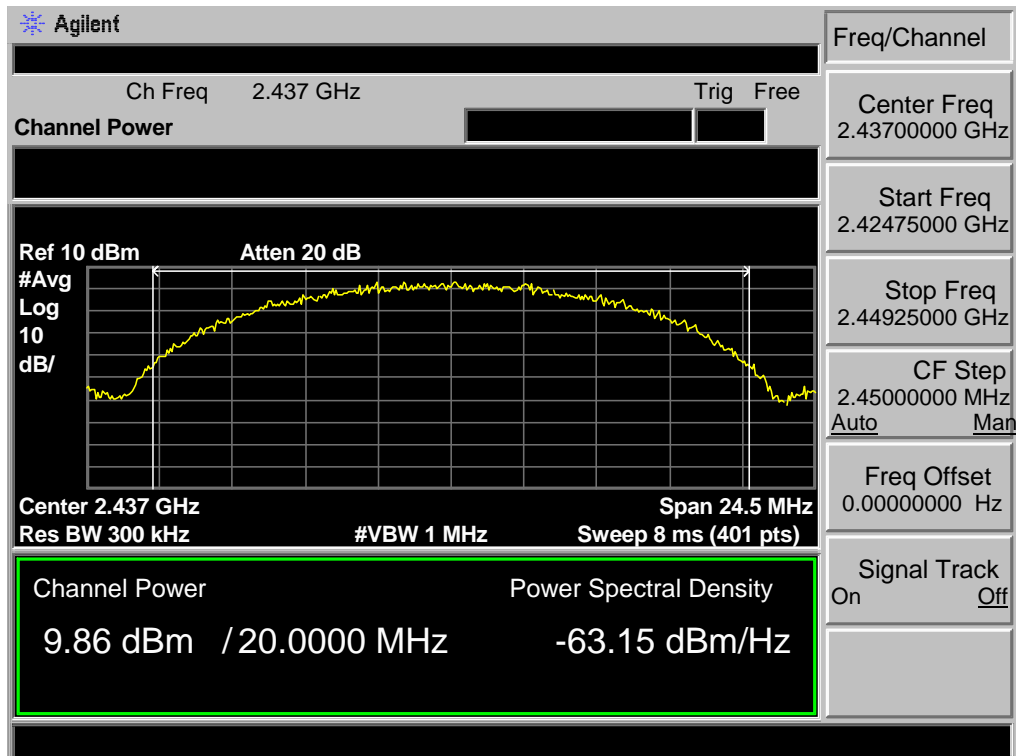 Agilent
Freq/Channel
Ch Freq 2.437 GHz Trig Free
Channel Power
Center Freq
2.43700000 GHz
Start Freq
2.42475000 GHz
Stop Freq
2.44925000 GHz
CF Step
2.45000000 MHz
Auto Man
Freq Offset
0.00000000 Hz
Signal Track
On Off
Ref 10 dBm Atten 20 dB
#Avg
Log
10
dB/
Center 2.437 GHz Span 24.5 MHz
Res BW 300 kHz #VBW 1 MHz Sweep 8 ms (401 pts)
Channel Power Power Spectral Density
9.86 dBm / 20.0000 MHz -63.15 dBm/Hz